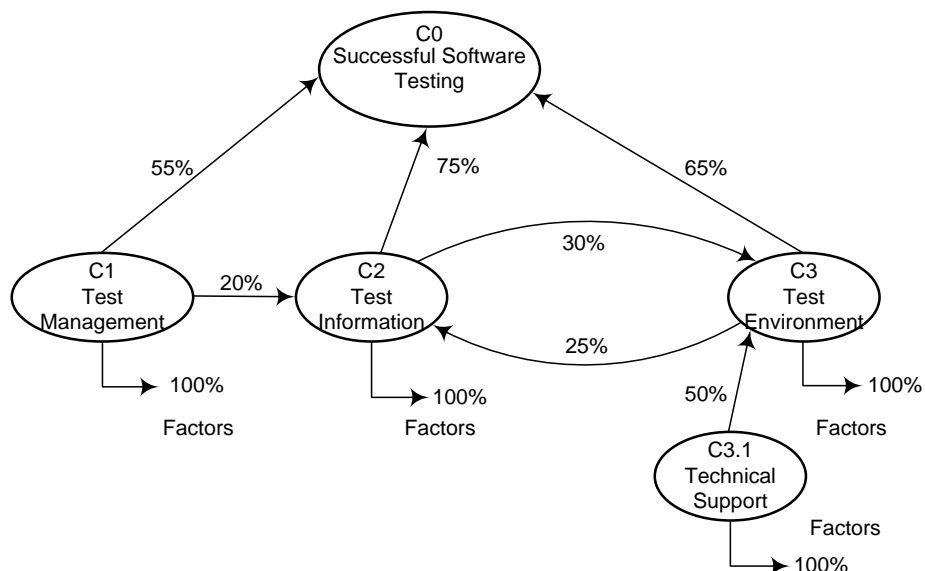 C0
Successful Software
Testing
55%
75%
65%
C1
Test
Management
20%
C2
Test
Information
30%
C3
Test
Environment
25%
100%
Factors
100%
Factors
50%
100%
Factors
C3.1
Technical
Support
Factors
100%